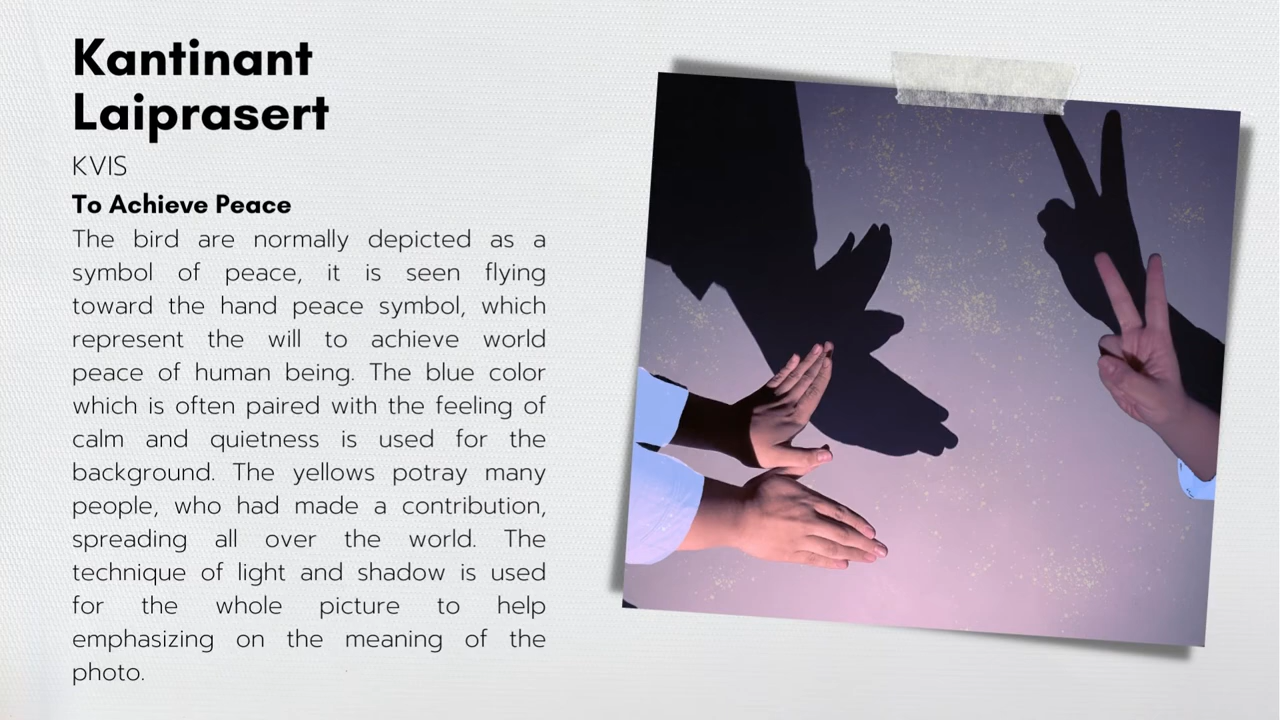 Kantinant
Laiprasert
KVIS
To Achieve Peace
The bird are normally depicted as a
symbol of peace, it is seen flying
toward the hand peace symbol, which
represent the will to achieve world
peace of human being. The blue color
which is often paired with the feeling of
calm and quietness is used for the
background. The yellows potray many
people, who had made a contribution,
spreading all over the world. The
technique of light and shadow is used
for the whole picture to help
emphasizing on the meaning of the
photo.